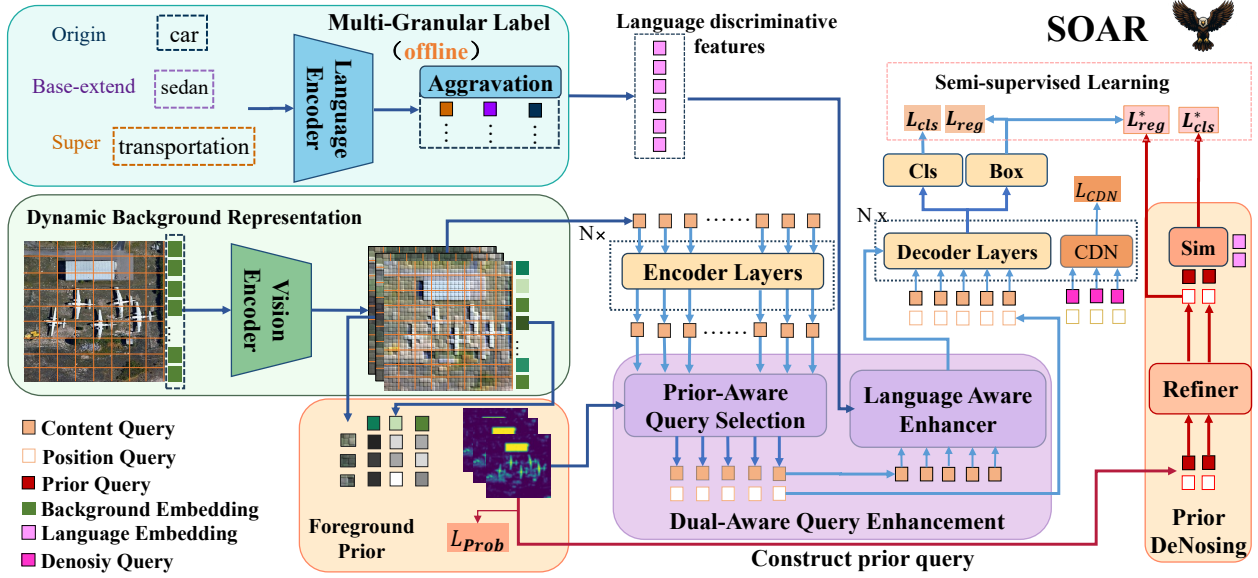 Multi-Granular Label
(offline)
Origin
car
Base-extend
sedan
Super
transportation
Language
Encoder
Aggravation
Language discriminative
features
SOAR
Semi-supervised Learning
L_cls
L_reg
L*_reg
L*_cls
Cls
Box
L_CDN
N x
Decoder Layers
CDN
Sim
Dynamic Background Representation
Vision
Encoder
N×
Encoder Layers
Prior-Aware
Query Selection
Language Aware
Enhancer
Refiner
Content Query
Position Query
Prior Query
Background Embedding
Language Embedding
Denosiy Query
Foreground
Prior
L_Prob
Dual-Aware Query Enhancement
Construct prior query
Prior
DeNosing